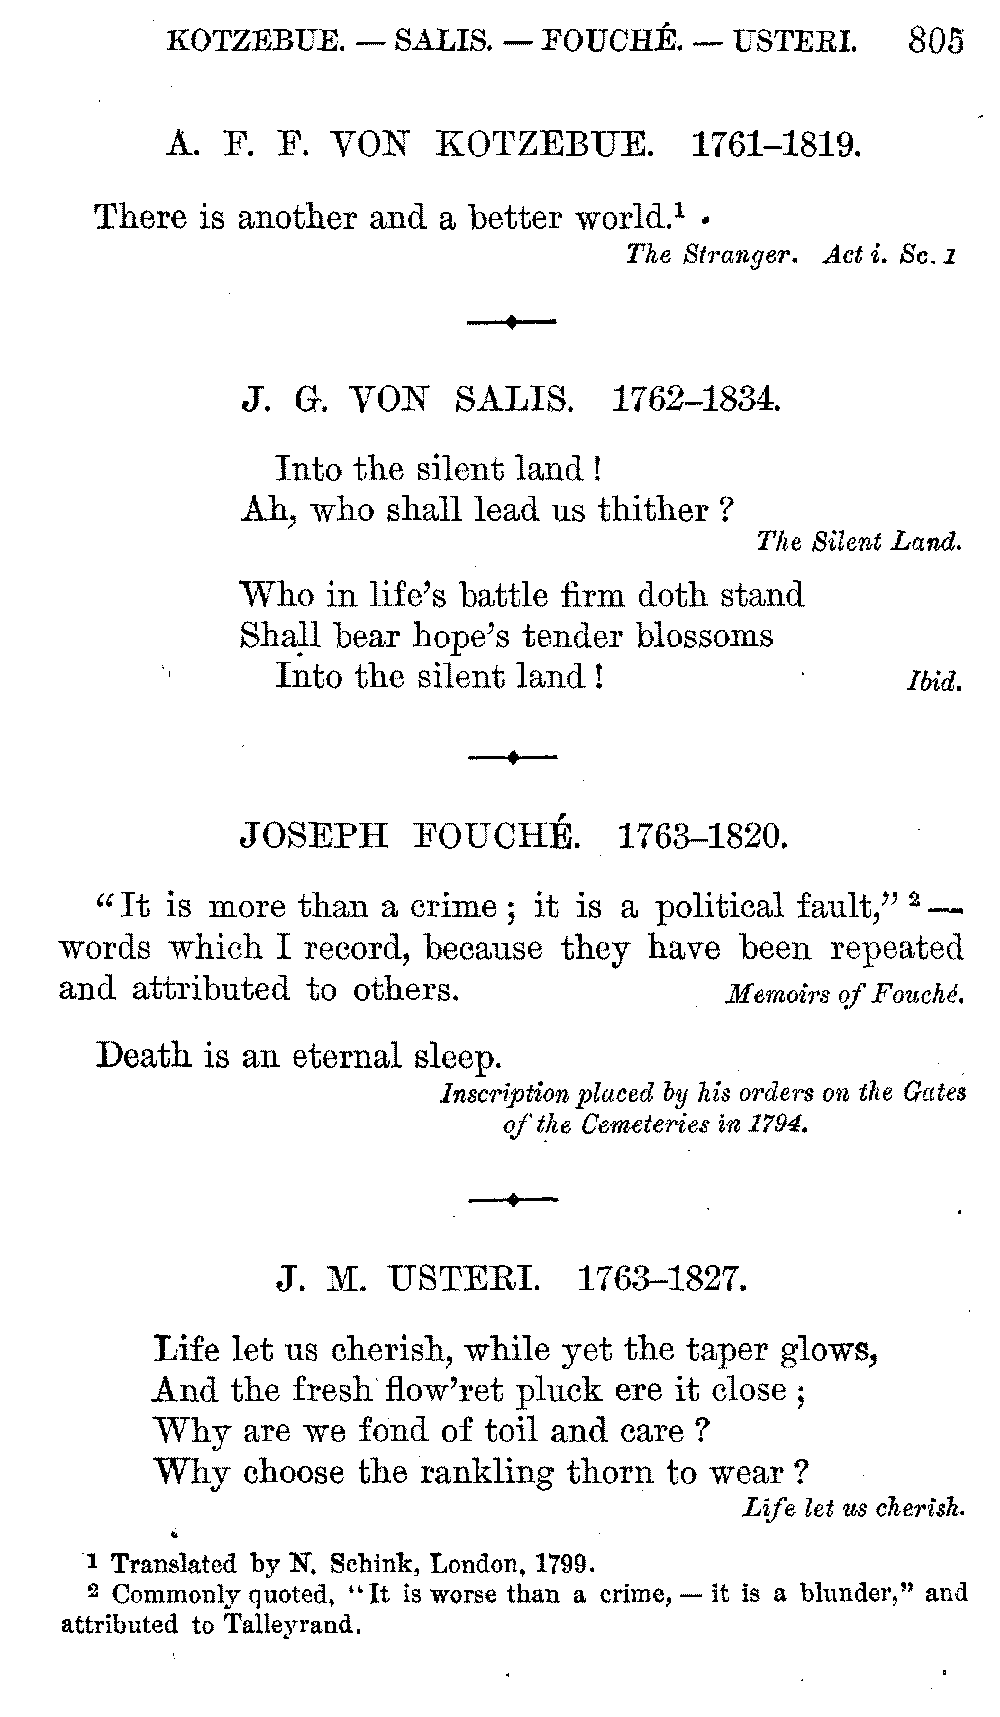 KOTZEBUE. — SALIS. — FOUCHÉ. — USTERI. 805
A. F. F. VON KOTZEBUE. 1761–1819.
There is another and a better world.¹
The Stranger. Act i. Sc. 1
J. G. VON SALIS. 1762–1834.
Into the silent land !
Ah, who shall lead us thither ?
The Silent Land.
Who in life's battle firm doth stand
Shall bear hope's tender blossoms
Into the silent land ! Ibid.
JOSEPH FOUCHÉ. 1763–1820.
“It is more than a crime ; it is a political fault,” ² —
words which I record, because they have been repeated
and attributed to others. Memoirs of Fouché.
Death is an eternal sleep.
Inscription placed by his orders on the Gates
of the Cemeteries in 1794.
J. M. USTERI. 1763–1827.
Life let us cherish, while yet the taper glows,
And the fresh flow'ret pluck ere it close ;
Why are we fond of toil and care ?
Why choose the rankling thorn to wear ?
Life let us cherish.
¹ Translated by N. Schink, London, 1799.
² Commonly quoted, “It is worse than a crime, — it is a blunder,” and
attributed to Talleyrand.